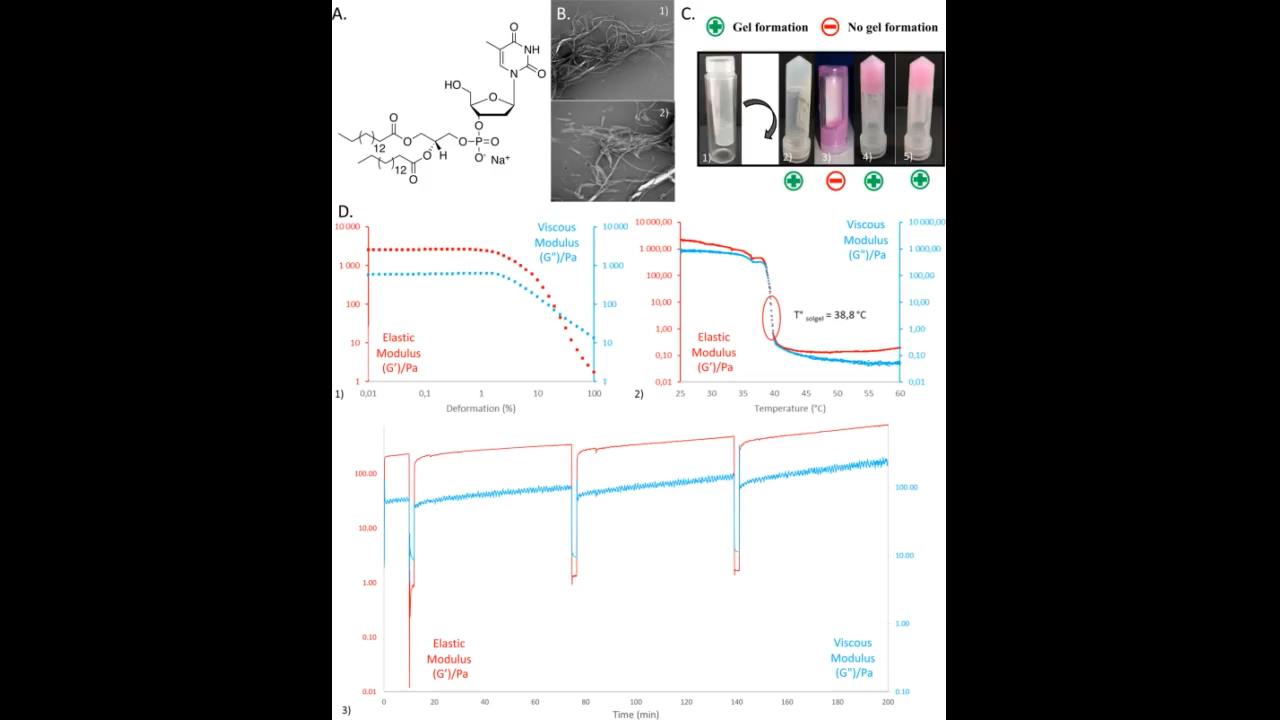 A.
O
NH
N
O
HO
O
O
O
O
O
P
O
12
O
H
O-
Na+
12
O
B.
1)
2)
C.
Gel formation
No gel formation
1)
2)
3)
4)
5)
D.
10 000
1 000
100
10
1
Viscous
Modulus
(G")/Pa
10 000
1 000
100
10
1
Elastic
Modulus
(G')/Pa
0,01
0,1
1
10
100
1)
Deformation (%)
10 000,00
1 000,00
100,00
10,00
1,00
0,10
0,01
Viscous
Modulus
(G")/Pa
10 000,00
1 000,00
100,00
10,00
1,00
0,10
0,01
T° solgel = 38,8 °C
Elastic
Modulus
(G')/Pa
25
30
35
40
45
50
55
60
2)
Temperature (°C)
100.00
10.00
1.00
0.10
0.01
100.00
10.00
1.00
0.10
Elastic
Modulus
(G')/Pa
Viscous
Modulus
(G")/Pa
0
20
40
60
80
100
120
140
160
180
200
3)
Time (min)